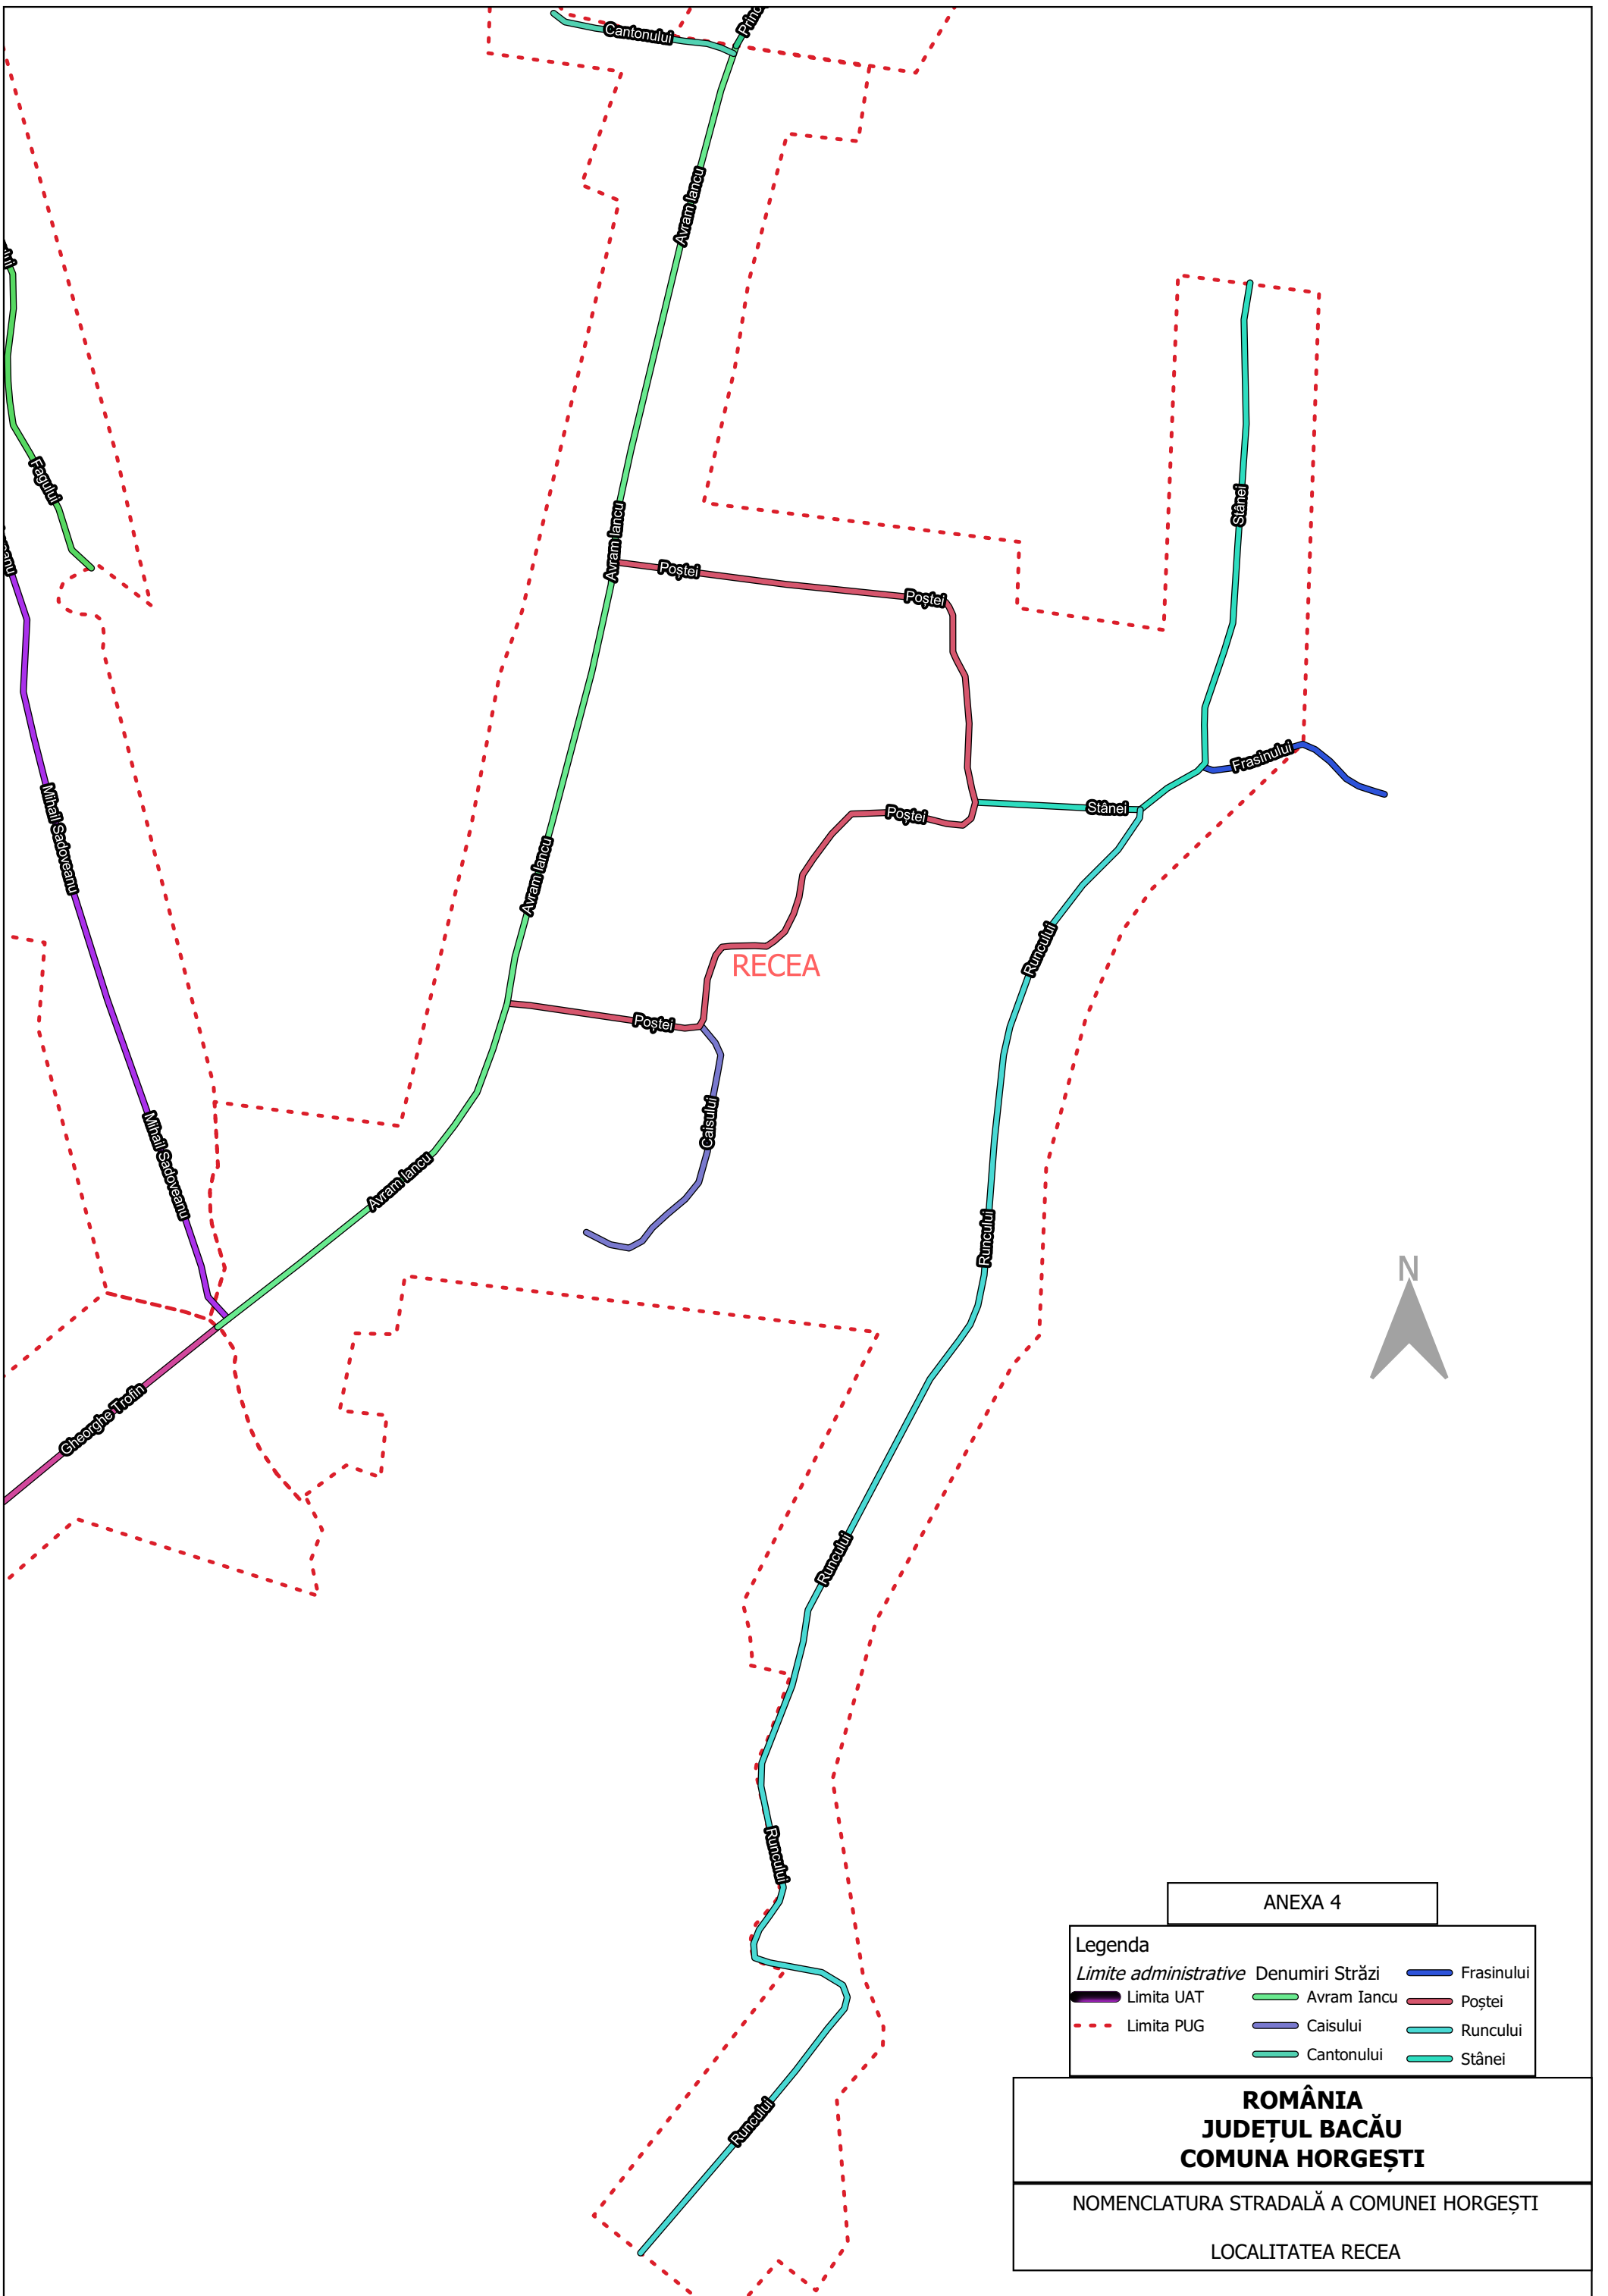 Cantonului
Avram Iancu
Fagului
Stânei
Avram Iancu
Poștei
Poștei
Frasinului
Mihail Sadoveanu
Stânei
Poștei
Avram Iancu
Runcului
RECEA
Poștei
Caisului
Mihail Sadoveanu
Avram Iancu
Runcului
N
Gheorghe Trofin
Runcului
Runcului
Runcului
ANEXA 4
Legenda
Limite administrative
Limita UAT
Limita PUG
Denumiri Străzi
Avram Iancu
Caisului
Cantonului
Frasinului
Poștei
Runcului
Stânei
ROMÂNIA
JUDEȚUL BACĂU
COMUNA HORGEȘTI
NOMENCLATURA STRADALĂ A COMUNEI HORGEȘTI
LOCALITATEA RECEA